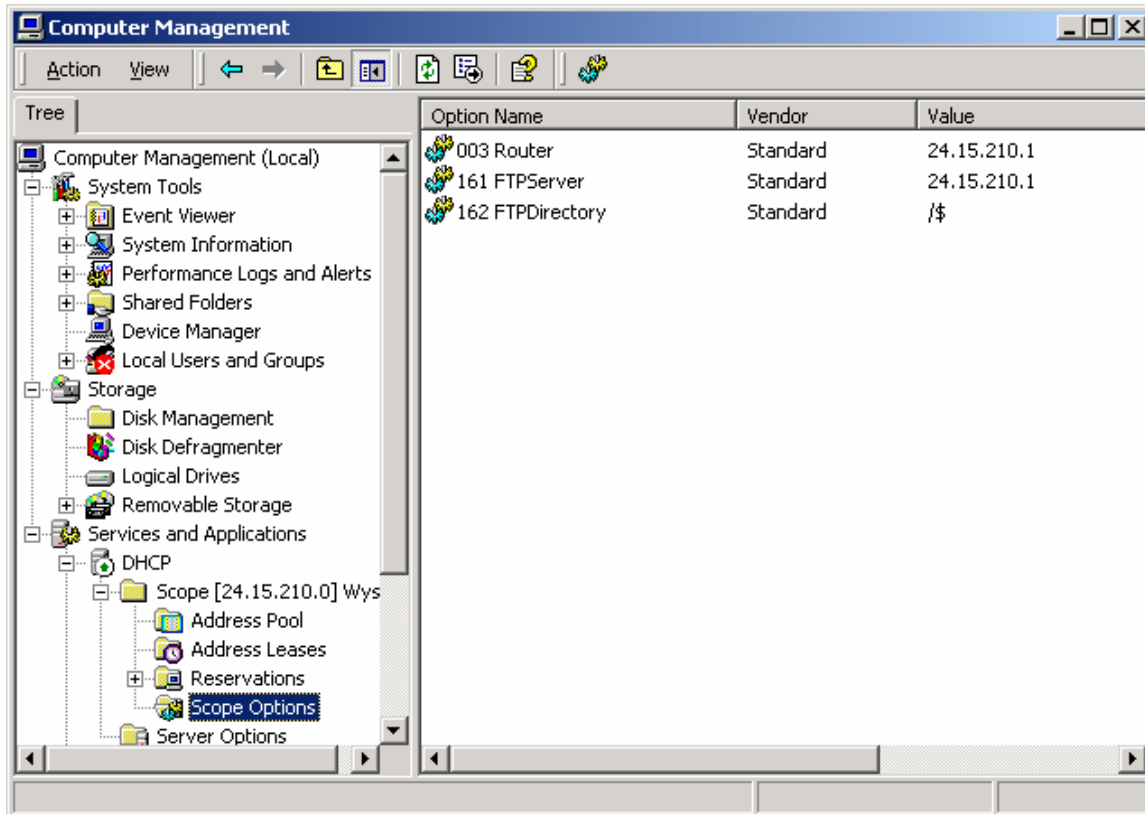 Computer Management
Action View
Tree
Computer Management (Local)
System Tools
Event Viewer
System Information
Performance Logs and Alerts
Shared Folders
Device Manager
Local Users and Groups
Storage
Disk Management
Disk Defragmenter
Logical Drives
Removable Storage
Services and Applications
DHCP
Scope [24.15.210.0] Wys
Address Pool
Address Leases
Reservations
Scope Options
Server Options
Option Name Vendor Value
003 Router Standard 24.15.210.1
161 FTPServer Standard 24.15.210.1
162 FTPDirectory Standard /$